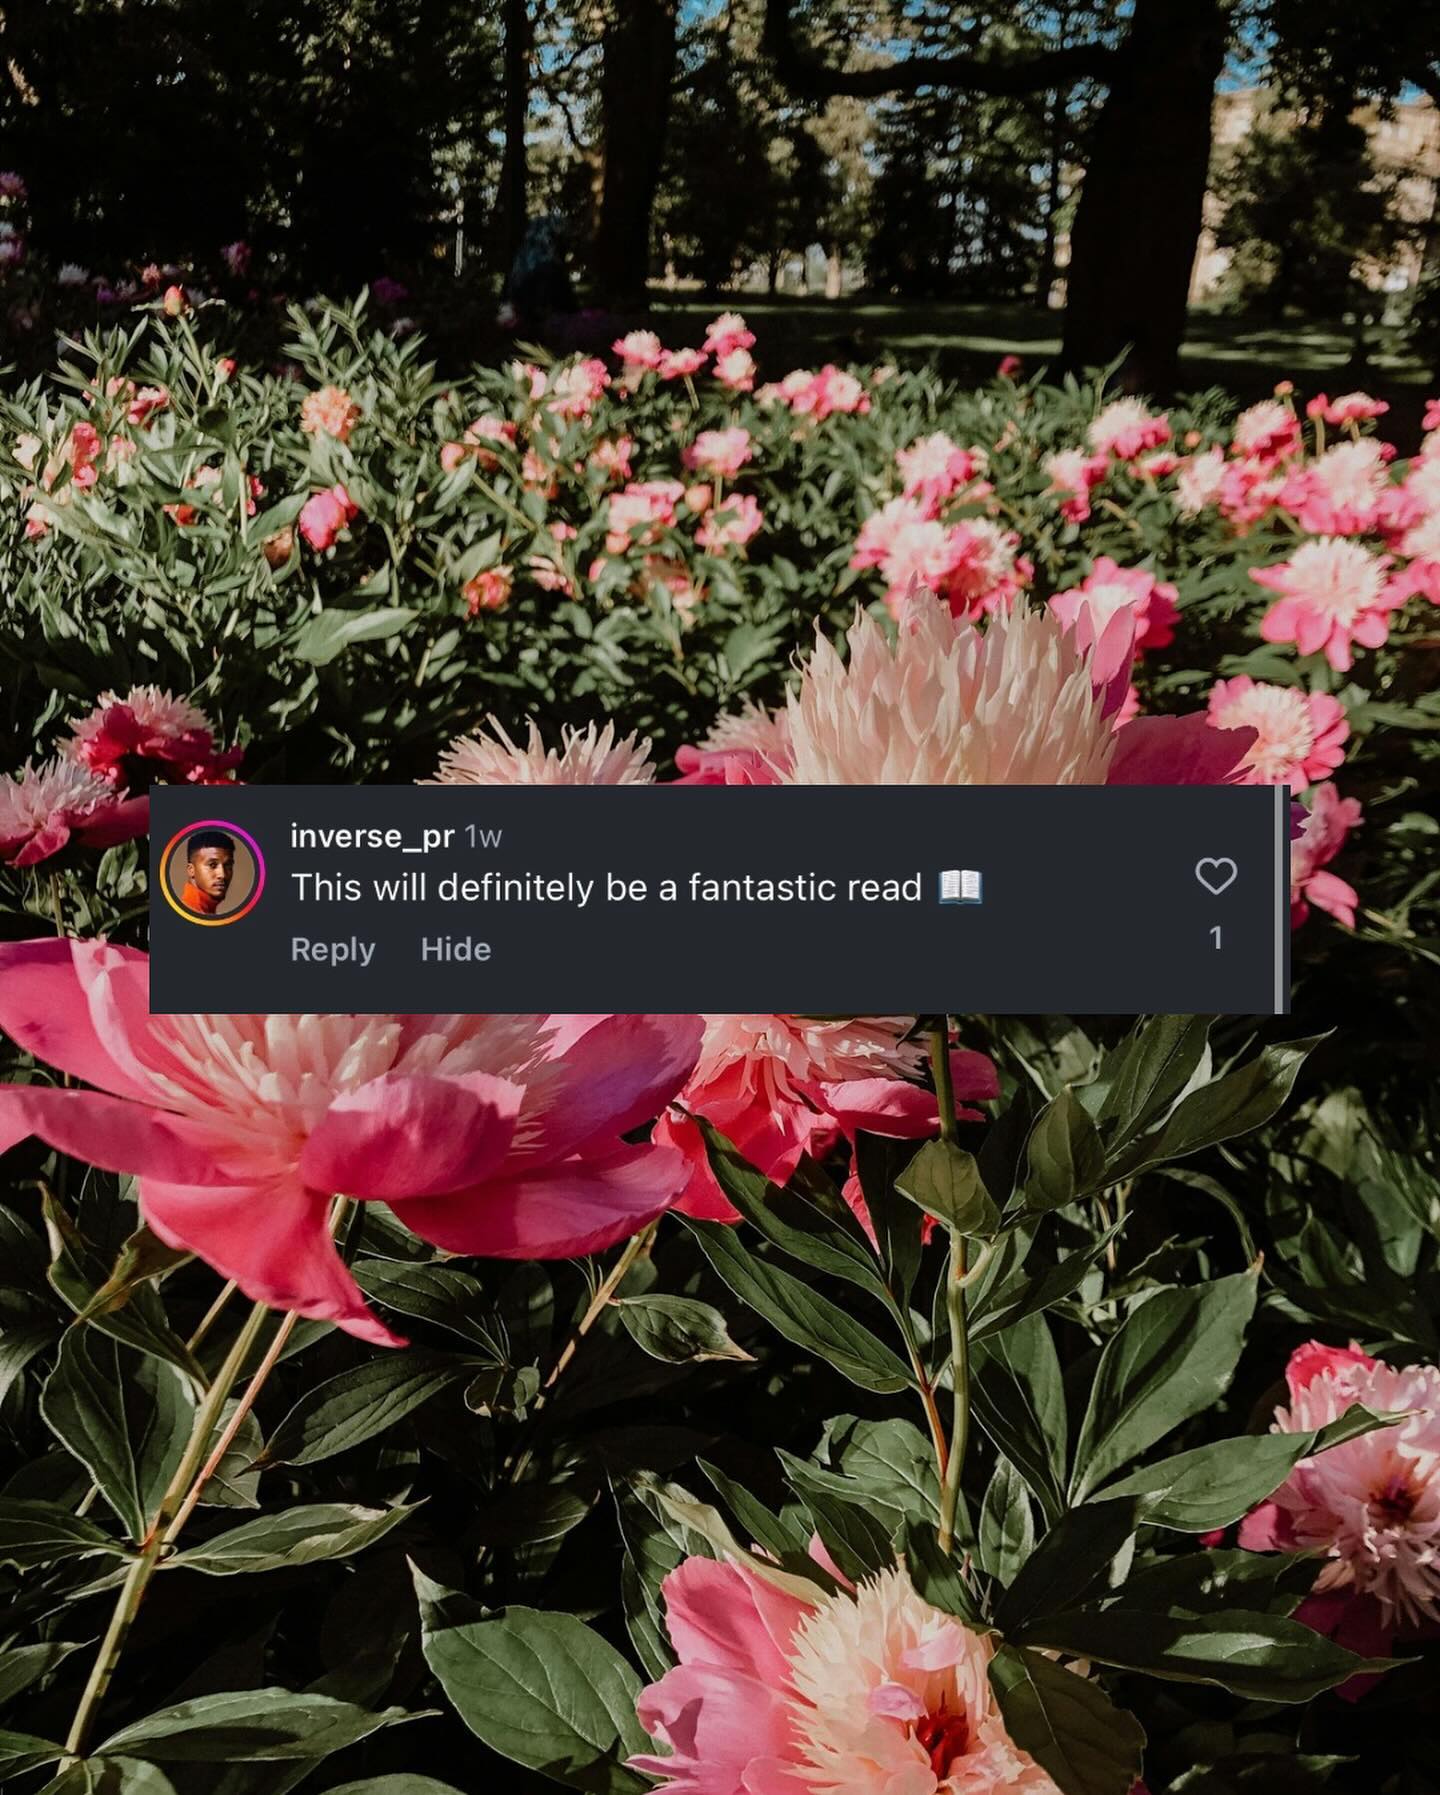 inverse_pr 1w
This will definitely be a fantastic read 📖
Reply Hide
1